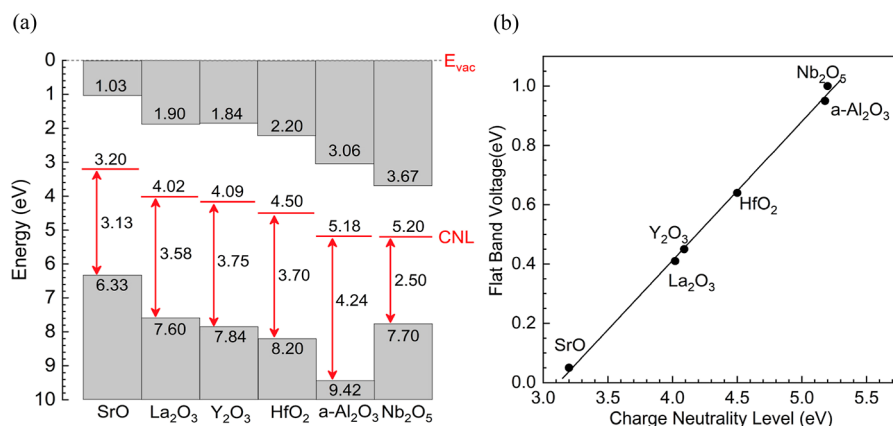 (a)
(b)
0
1
2
3
4
5
6
7
8
9
10
Energy (eV)
E_vac
1.03
1.90
1.84
2.20
3.06
3.67
3.20
4.02
4.09
4.50
5.18
5.20
CNL
3.13
3.58
3.75
3.70
4.24
2.50
6.33
7.60
7.84
8.20
9.42
7.70
SrO
La₂O₃
Y₂O₃
HfO₂
a-Al₂O₃
Nb₂O₅
Flat Band Voltage(eV)
1.0
0.8
0.6
0.4
0.2
0.0
Nb₂O₅
a-Al₂O₃
HfO₂
Y₂O₃
La₂O₃
SrO
3.0
3.5
4.0
4.5
5.0
5.5
Charge Neutrality Level (eV)